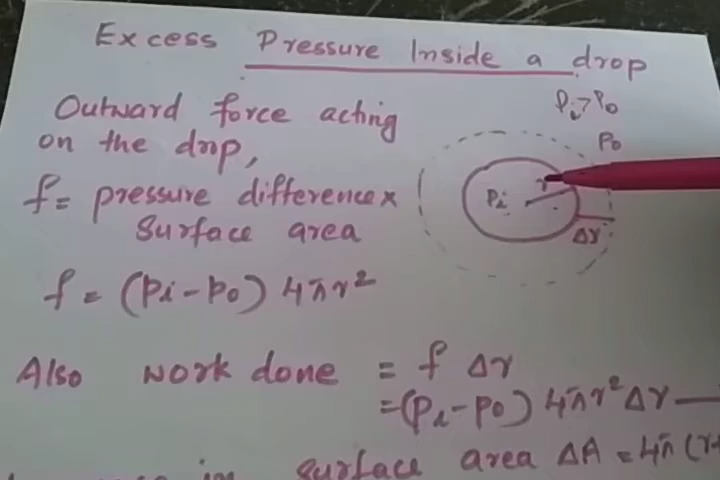 Excess Pressure Inside a drop
Outward force acting
on the drop,
f = pressure difference x
surface area
f = (Pi - Po) 4πr²
Pi > Po
Po
Pi
r
Δr
Also work done = f Δr
= (Pi - Po) 4πr² Δr
in surface area ΔA = 4π(r+